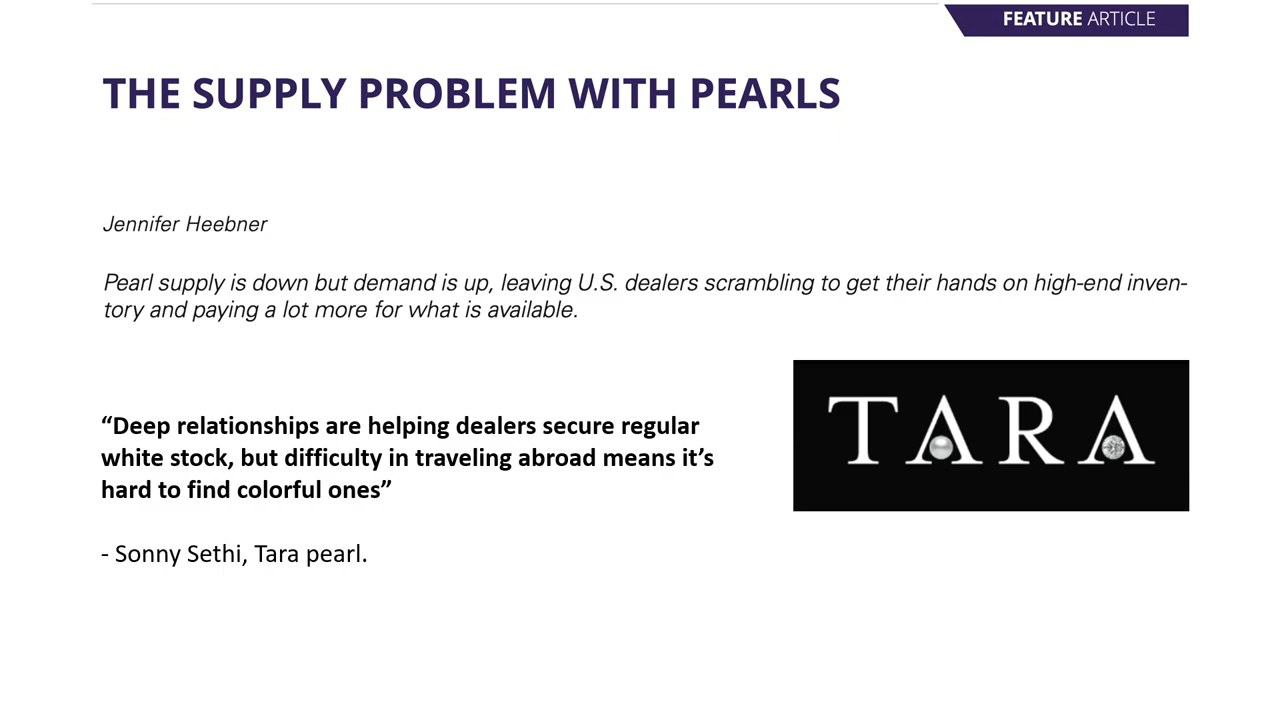 FEATURE ARTICLE
THE SUPPLY PROBLEM WITH PEARLS
Jennifer Heebner
Pearl supply is down but demand is up, leaving U.S. dealers scrambling to get their hands on high-end inven-
tory and paying a lot more for what is available.
TARA
“Deep relationships are helping dealers secure regular
white stock, but difficulty in traveling abroad means it’s
hard to find colorful ones”
- Sonny Sethi, Tara pearl.